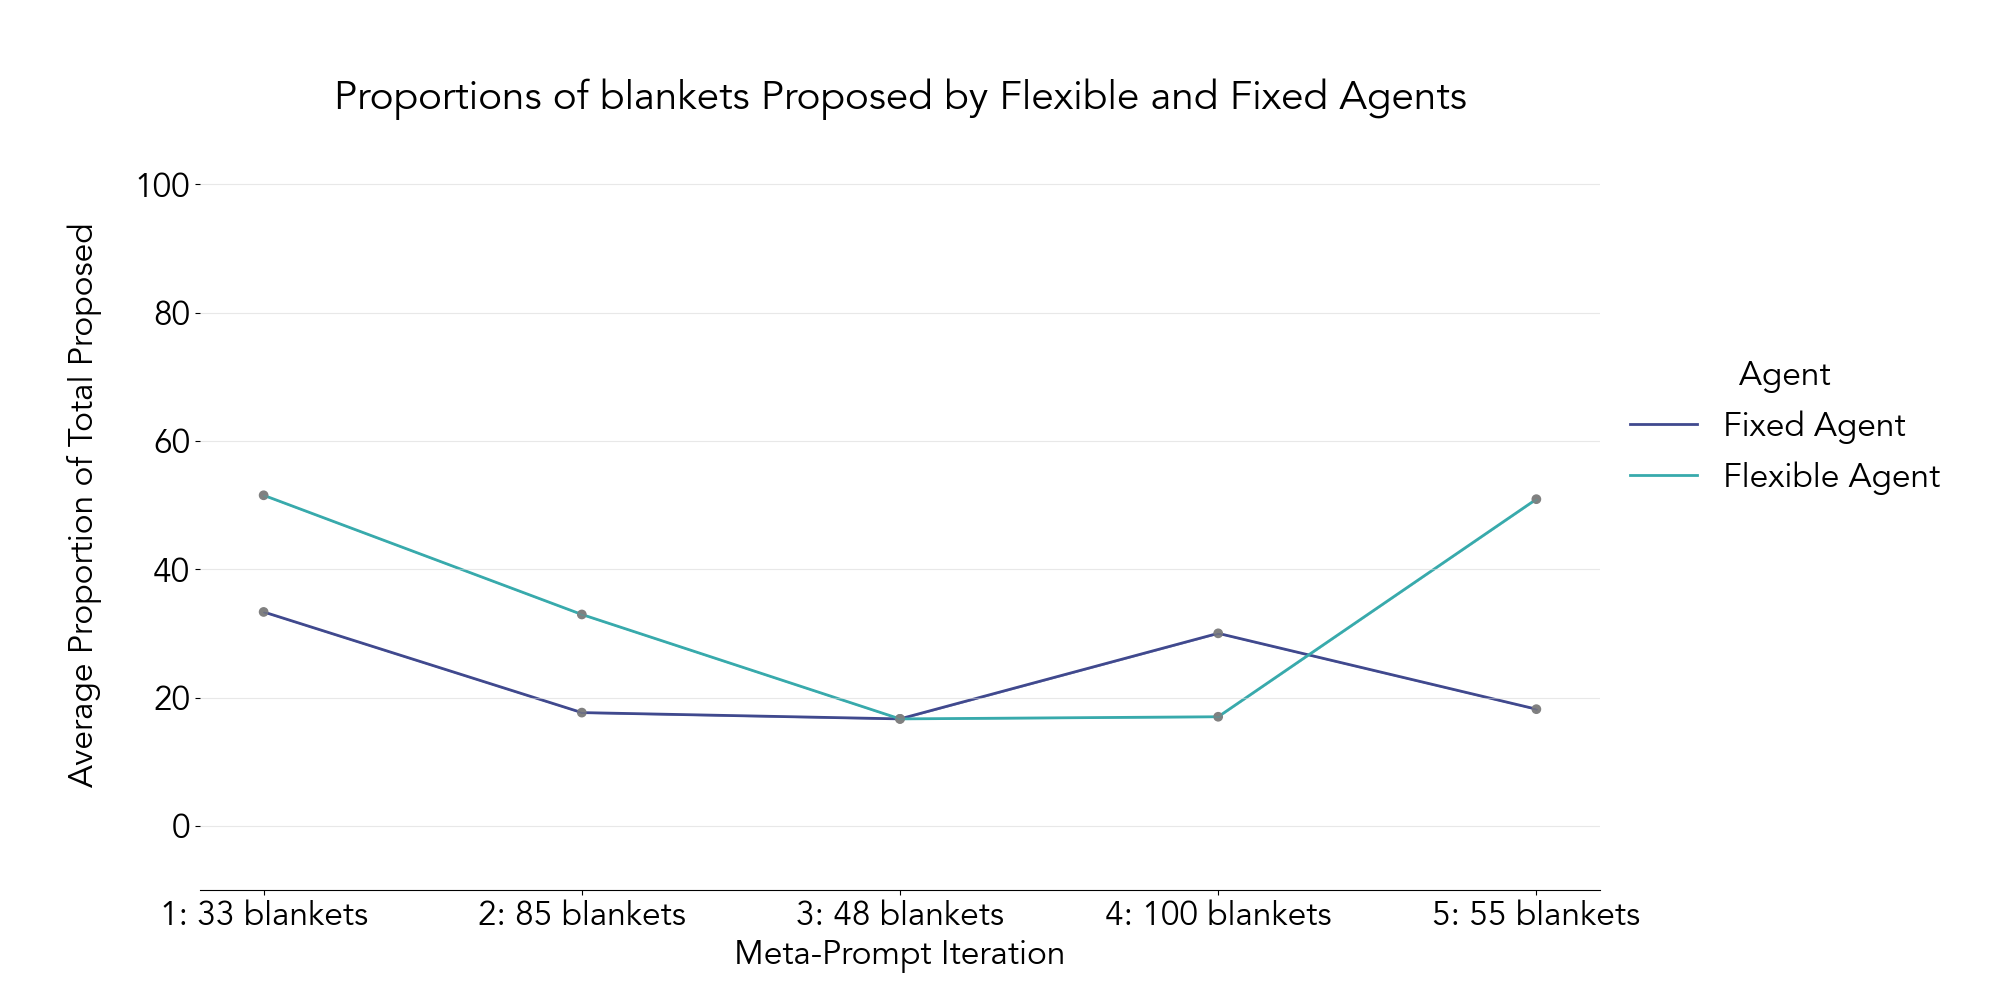 Proportions of blankets Proposed by Flexible and Fixed Agents
Average Proportion of Total Proposed
100
80
60
40
20
0
1: 33 blankets
2: 85 blankets
3: 48 blankets
4: 100 blankets
5: 55 blankets
Meta-Prompt Iteration
Agent
Fixed Agent
Flexible Agent